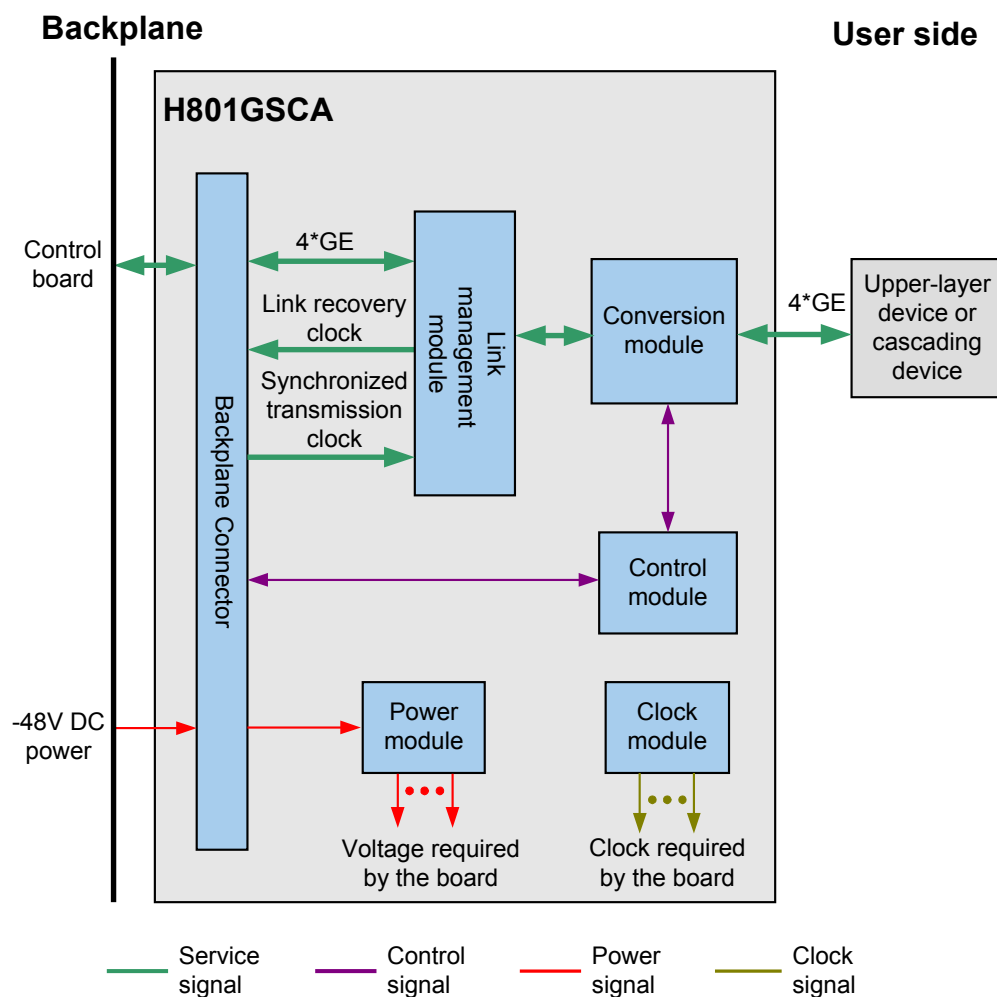 Backplane
User side
H801GSCA
Control
board
4*GE
Link recovery
clock
Synchronized
transmission
clock
Backplane Connector
Link
management
module
Conversion
module
4*GE
Upper-layer
device or
cascading
device
Control
module
-48V DC
power
Power
module
Clock
module
Voltage required
by the board
Clock required
by the board
Service
signal
Control
signal
Power
signal
Clock
signal